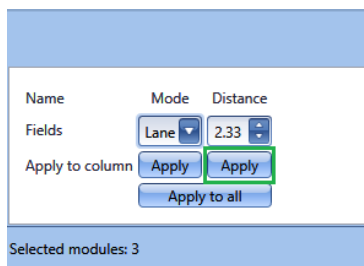 Name Mode Distance
Fields Lane 2.33
Apply to column Apply Apply
Apply to all
Selected modules: 3